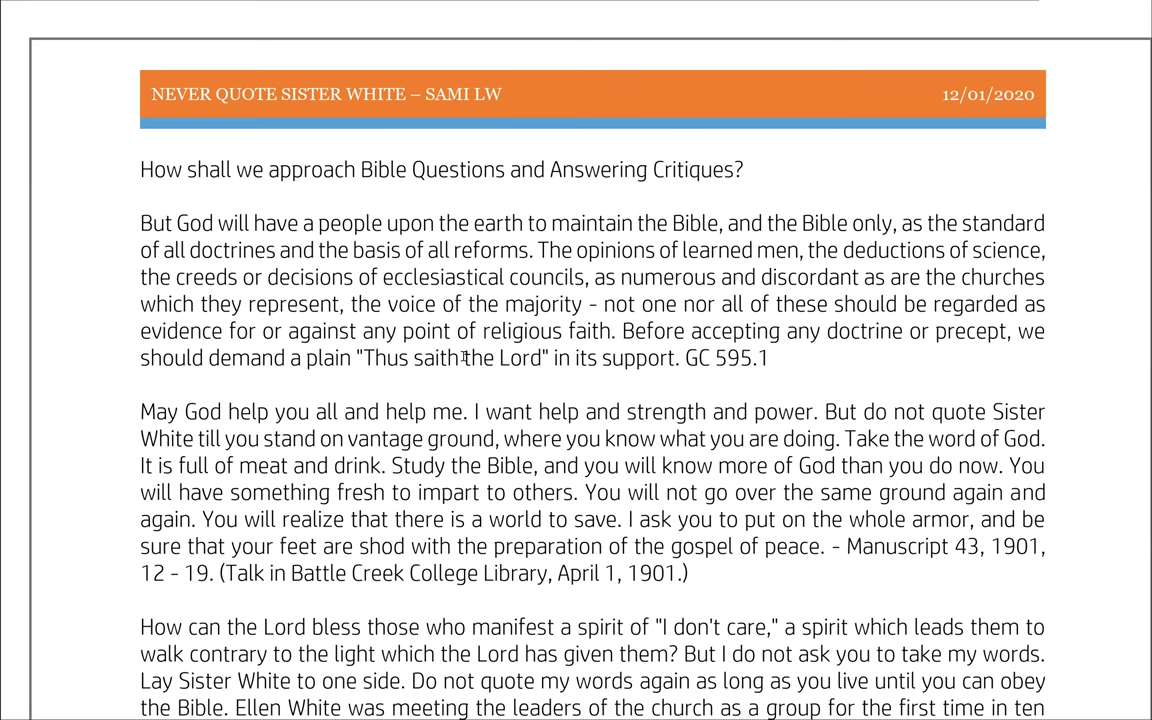 NEVER QUOTE SISTER WHITE – SAMI LW 12/01/2020
How shall we approach Bible Questions and Answering Critiques?
But God will have a people upon the earth to maintain the Bible, and the Bible only, as the standard
of all doctrines and the basis of all reforms. The opinions of learned men, the deductions of science,
the creeds or decisions of ecclesiastical councils, as numerous and discordant as are the churches
which they represent, the voice of the majority - not one nor all of these should be regarded as
evidence for or against any point of religious faith. Before accepting any doctrine or precept, we
should demand a plain "Thus saith the Lord" in its support. GC 595.1
May God help you all and help me. I want help and strength and power. But do not quote Sister
White till you stand on vantage ground, where you know what you are doing. Take the word of God.
It is full of meat and drink. Study the Bible, and you will know more of God than you do now. You
will have something fresh to impart to others. You will not go over the same ground again and
again. You will realize that there is a world to save. I ask you to put on the whole armor, and be
sure that your feet are shod with the preparation of the gospel of peace. - Manuscript 43, 1901,
12 - 19. (Talk in Battle Creek College Library, April 1, 1901.)
How can the Lord bless those who manifest a spirit of "I don't care," a spirit which leads them to
walk contrary to the light which the Lord has given them? But I do not ask you to take my words.
Lay Sister White to one side. Do not quote my words again as long as you live until you can obey
the Bible. Ellen White was meeting the leaders of the church as a group for the first time in ten